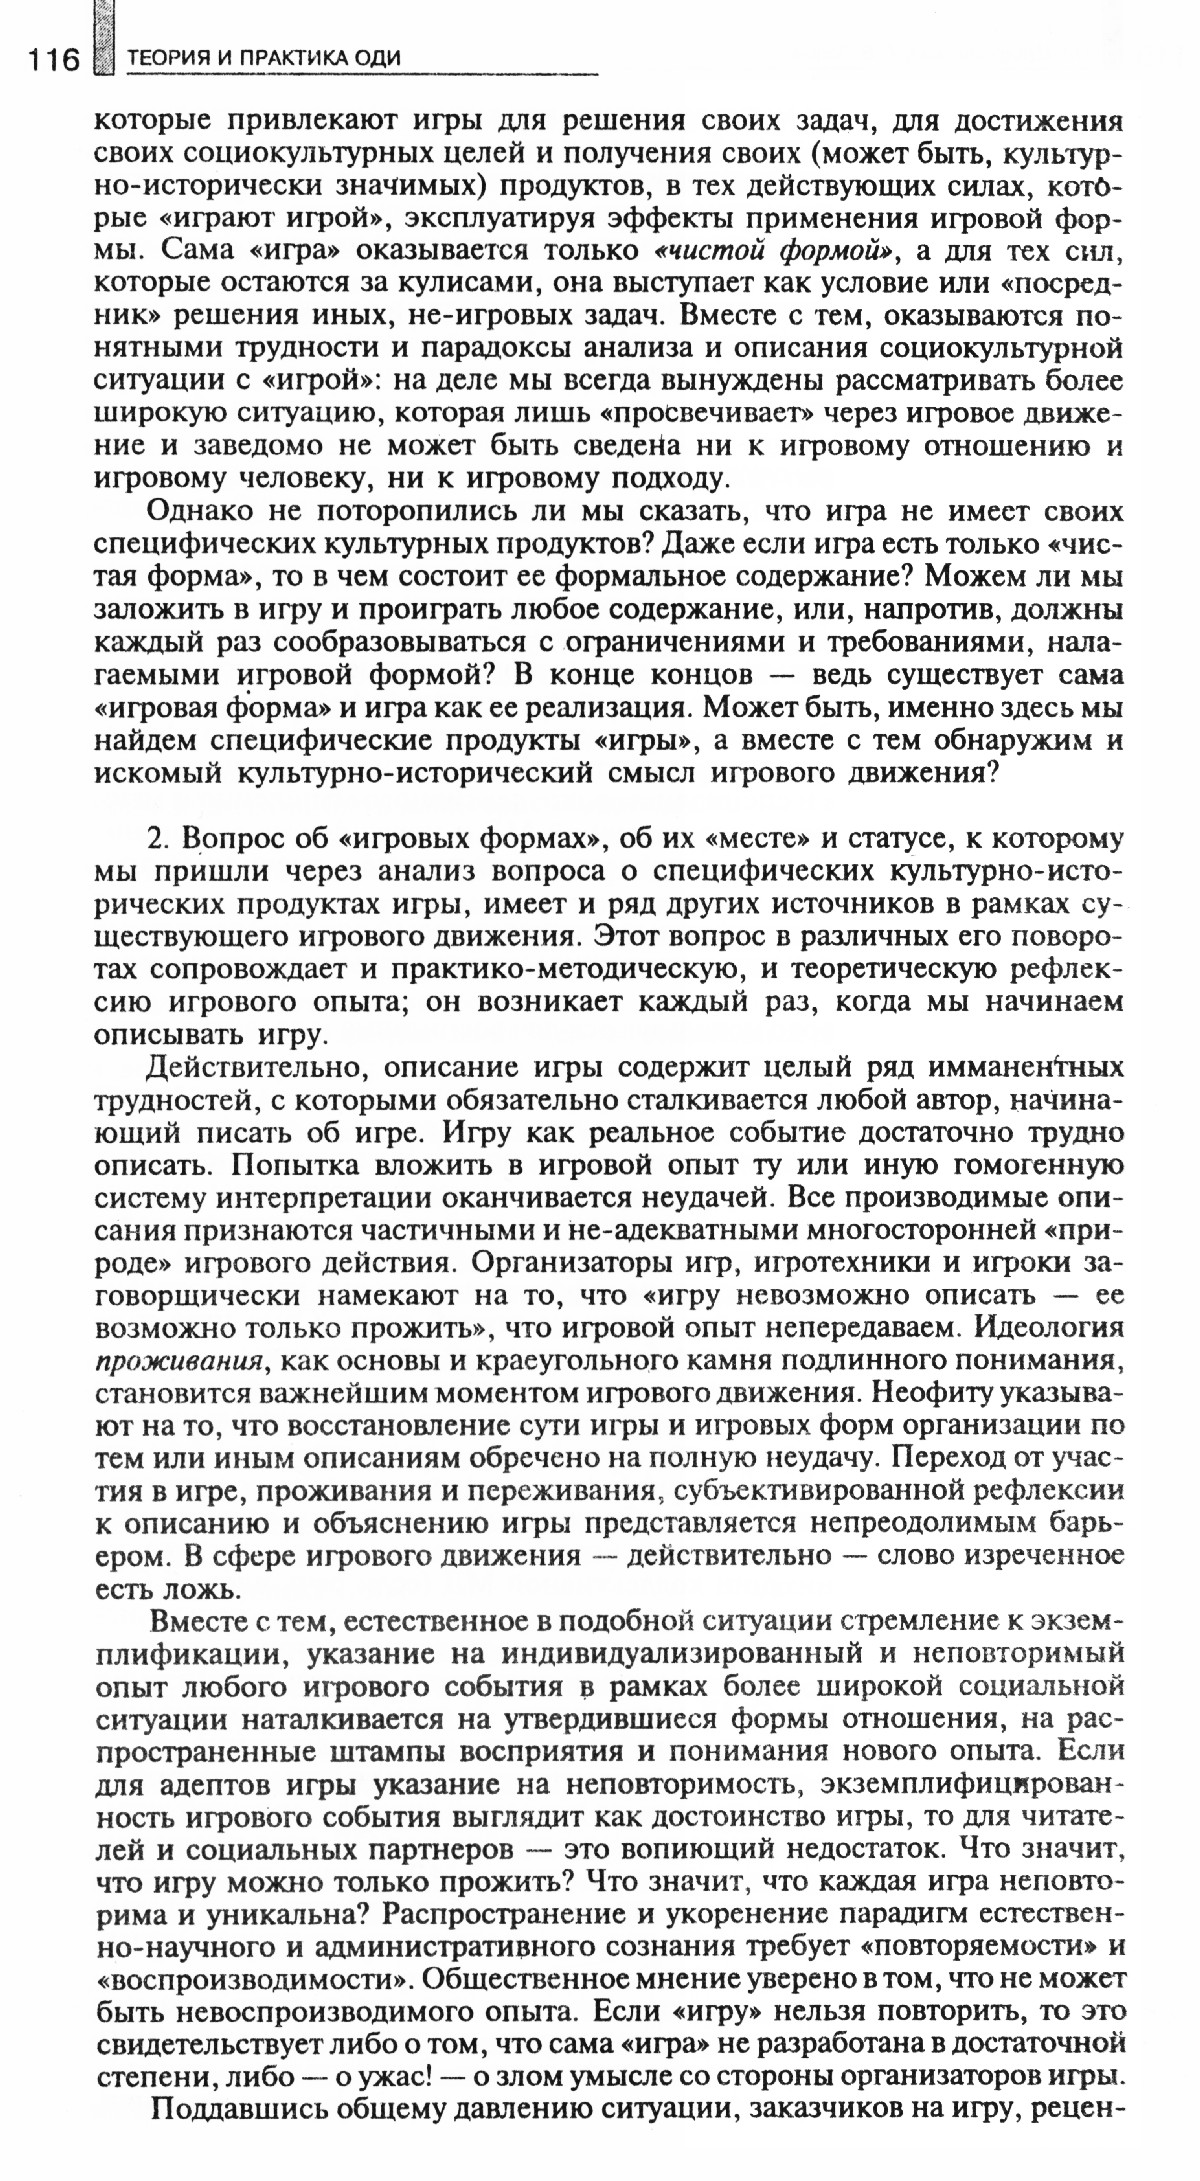 116 ТЕОРИЯ И ПРАКТИКА ОДИ
которые привлекают игры для решения своих задач, для достижения
своих социокультурных целей и получения своих (может быть, культур-
но-исторически значимых) продуктов, в тех действующих силах, кото-
рые «играют игрой», эксплуатируя эффекты применения игровой фор-
мы. Сама «игра» оказывается только «чистой формой», а для тех сил,
которые остаются за кулисами, она выступает как условие или «посред-
ник» решения иных, не-игровых задач. Вместе с тем, оказываются по-
нятными трудности и парадоксы анализа и описания социокультурной
ситуации с «игрой»: на деле мы всегда вынуждены рассматривать более
широкую ситуацию, которая лишь «просвечивает» через игровое движе-
ние и заведомо не может быть сведена ни к игровому отношению и
игровому человеку, ни к игровому подходу.
Однако не поторопились ли мы сказать, что игра не имеет своих
специфических культурных продуктов? Даже если игра есть только «чис-
тая форма», то в чем состоит ее формальное содержание? Можем ли мы
заложить в игру и проиграть любое содержание, или, напротив, должны
каждый раз сообразовываться с ограничениями и требованиями, нала-
гаемыми игровой формой? В конце концов — ведь существует сама
«игровая форма» и игра как ее реализация. Может быть, именно здесь мы
найдем специфические продукты «игры», а вместе с тем обнаружим и
искомый культурно-исторический смысл игрового движения?
2. Вопрос об «игровых формах», об их «месте» и статусе, к которому
мы пришли через анализ вопроса о специфических культурно-исто-
рических продуктах игры, имеет и ряд других источников в рамках су-
ществующего игрового движения. Этот вопрос в различных его поворо-
тах сопровождает и практико-методическую, и теоретическую рефлек-
сию игрового опыта; он возникает каждый раз, когда мы начинаем
описывать игру.
Действительно, описание игры содержит целый ряд имманентных
трудностей, с которыми обязательно сталкивается любой автор, начина-
ющий писать об игре. Игру как реальное событие достаточно трудно
описать. Попытка вложить в игровой опыт ту или иную гомогенную
систему интерпретации оканчивается неудачей. Все производимые опи-
сания признаются частичными и не-адекватными многосторонней «при-
роде» игрового действия. Организаторы игр, игротехники и игроки за-
говорщически намекают на то, что «игру невозможно описать — ее
возможно только прожить», что игровой опыт непередаваем. Идеология
проживания, как основы и краеугольного камня подлинного понимания,
становится важнейшим моментом игрового движения. Неофиту указыва-
ют на то, что восстановление сути игры и игровых форм организации по
тем или иным описаниям обречено на полную неудачу. Переход от учас-
тия в игре, проживания и переживания, субъективированной рефлексии
к описанию и объяснению игры представляется непреодолимым барь-
ером. В сфере игрового движения — действительно — слово изреченное
есть ложь.
Вместе с тем, естественное в подобной ситуации стремление к экзем-
плификации, указание на индивидуализированный и неповторимый
опыт любого игрового события в рамках более широкой социальной
ситуации наталкивается на утвердившиеся формы отношения, на рас-
пространенные штампы восприятия и понимания нового опыта. Если
для адептов игры указание на неповторимость, экземплифицирован-
ность игрового события выглядит как достоинство игры, то для читате-
лей и социальных партнеров — это вопиющий недостаток. Что значит,
что игру можно только прожить? Что значит, что каждая игра неповто-
рима и уникальна? Распространение и укоренение парадигм естествен-
но-научного и административного сознания требует «повторяемости» и
«воспроизводимости». Общественное мнение уверено в том, что не может
быть невоспроизводимого опыта. Если «игру» нельзя повторить, то это
свидетельствует либо о том, что сама «игра» не разработана в достаточной
степени, либо — о ужас! — о злом умысле со стороны организаторов игры.
Поддавшись общему давлению ситуации, заказчиков на игру, рецен-